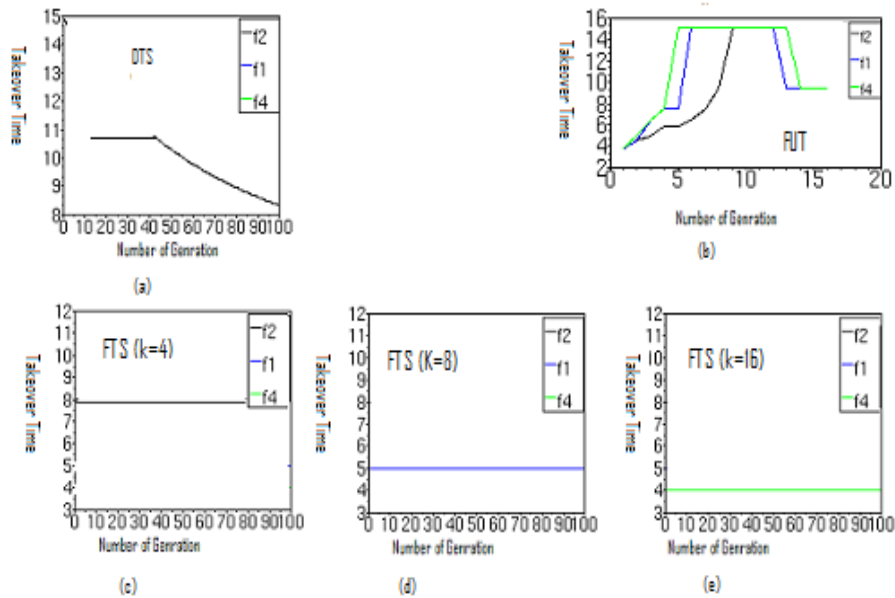 15
14
13
12
11
10
9
8
Takeover Time
DTS
f2
f1
f4
0 10 20 30 40 50 60 70 80 90 100
Number of Genration
(a)
16
14
12
10
8
6
4
2
Takeover Time
f2
f1
f4
FUT
0 5 10 15 20
Number of Genration
(b)
12
11
10
9
8
7
6
5
4
3
Takeover Time
FTS (k=4)
f2
f1
f4
0 10 20 30 40 50 60 70 80 90 100
Number of Genration
(c)
12
11
10
9
8
7
6
5
4
3
Takeover Time
FTS (K=8)
f2
f1
f4
0 10 20 30 40 50 60 70 80 90 100
Number of Genration
(d)
12
11
10
9
8
7
6
5
4
3
Takeover Time
FTS (k=16)
f2
f1
f4
0 10 20 30 40 50 60 70 80 90 100
Number of Genration
(e)